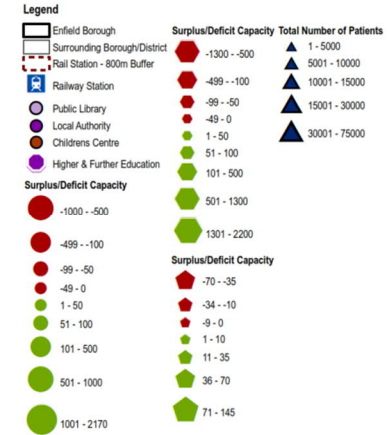 Legend
Enfield Borough
Surrounding Borough/District
Rail Station - 800m Buffer
Railway Station
Public Library
Local Authority
Childrens Centre
Higher & Further Education
Surplus/Deficit Capacity
-1000 - -500
-499 - -100
-99 - -50
-49 - 0
1 - 50
51 - 100
101 - 500
501 - 1000
1001 - 2170
Surplus/Deficit Capacity
-1300 - -500
-499 - -100
-99 - -50
-49 - 0
1 - 50
51 - 100
101 - 500
501 - 1300
1301 - 2200
Surplus/Deficit Capacity
-70 - -35
-34 - -10
-9 - 0
1 - 10
11 - 35
36 - 70
71 - 145
Total Number of Patients
1 - 5000
5001 - 10000
10001 - 15000
15001 - 30000
30001 - 75000